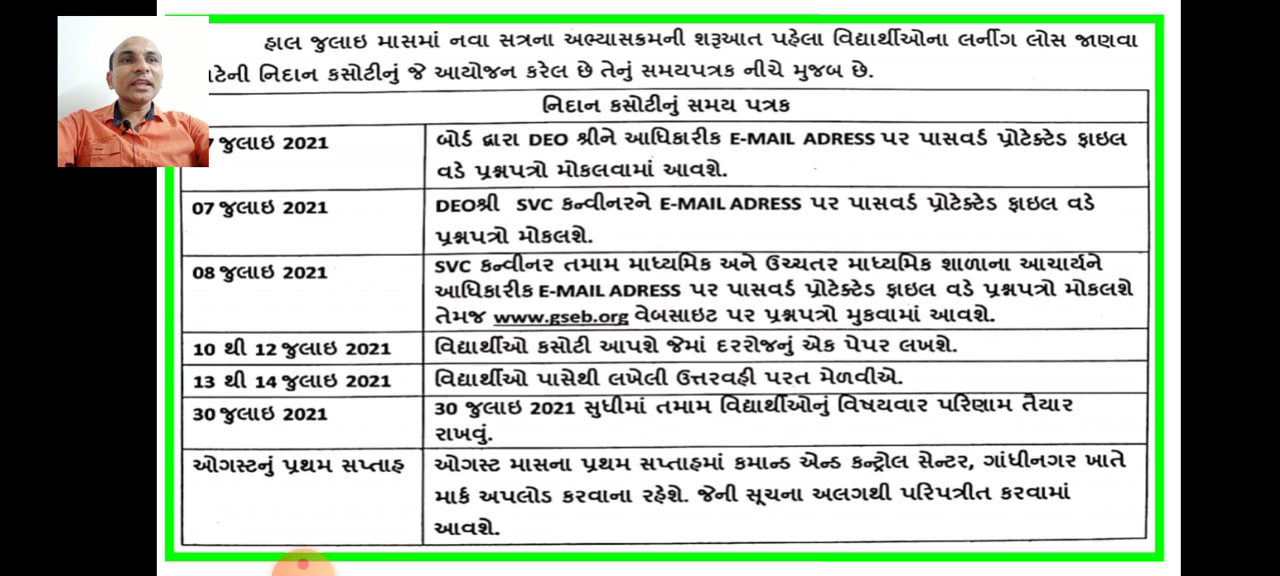 હાલ જુલાઇ માસમાં નવા સત્રના અભ્યાસક્રમની શરૂઆત પહેલા વિદ્યાર્થીઓના લર્નીગ લોસ જાણવા
નિદાન કસોટીનું જે આયોજન કરેલ છે તેનું સમયપત્રક નીચે મુજબ છે.
નિદાન કસોટીનું સમય પત્રક
જુલાઇ 2021
બોર્ડ દ્વારા DEO શ્રીને આધિકારીક E-MAIL ADRESS પર પાસવર્ડ પ્રોટેક્ટેડ ફાઇલ
વડે પ્રશ્નપત્રો મોકલવામાં આવશે.
07 જુલાઇ 2021
DEOશ્રી SVC કન્વીનરને E-MAIL ADRESS પર પાસવર્ડ પ્રોટેક્ટેડ ફાઇલ વડે
પ્રશ્નપત્રો મોકલશે.
08 જુલાઇ 2021
SVC કન્વીનર તમામ માધ્યમિક અને ઉચ્ચતર માધ્યમિક શાળાના આચાર્યને
આધિકારીક E-MAIL ADRESS પર પાસવર્ડ પ્રોટેક્ટેડ ફાઇલ વડે પ્રશ્નપત્રો મોકલશે
તેમજ www.gseb.org વેબસાઇટ પર પ્રશ્નપત્રો મુકવામાં આવશે.
10 થી 12 જુલાઇ 2021
વિદ્યાર્થીઓ કસોટી આપશે જેમાં દરરોજનું એક પેપર લખશે.
13 થી 14 જુલાઇ 2021
વિદ્યાર્થીઓ પાસેથી લખેલી ઉત્તરવહી પરત મેળવીએ.
30 જુલાઇ 2021
30 જુલાઇ 2021 સુધીમાં તમામ વિદ્યાર્થીઓનું વિષયવાર પરિણામ તૈયાર
રાખવું.
ઓગસ્ટનું પ્રથમ સપ્તાહ
ઓગસ્ટ માસના પ્રથમ સપ્તાહમાં કમાન્ડ એન્ડ કન્ટ્રોલ સેન્ટર, ગાંધીનગર ખાતે
માર્ક અપલોડ કરવાના રહેશે. જેની સૂચના અલગથી પરિપત્રીત કરવામાં
આવશે.